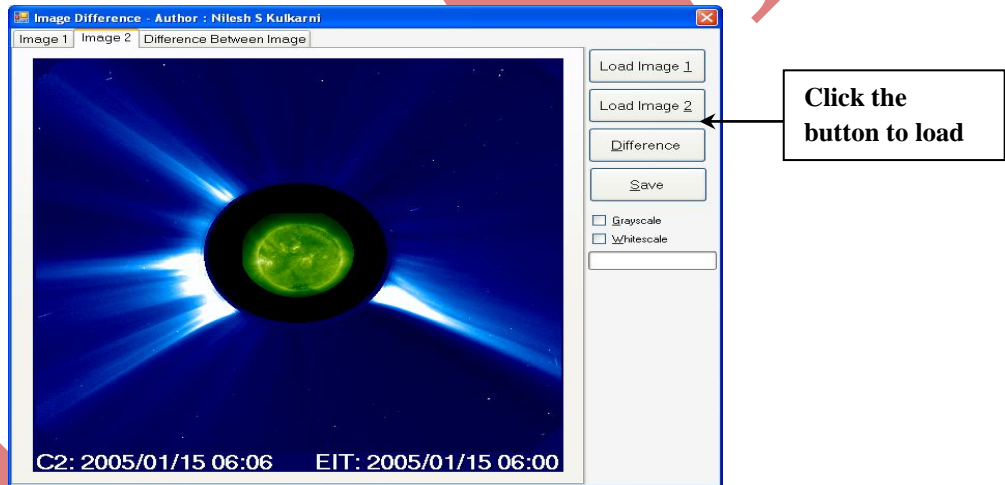 Image Difference - Author : Nilesh S Kulkarni
Image 1 Image 2 Difference Between Image
Load Image 1
Load Image 2
Difference
Save
Grayscale
Whitescale
C2: 2005/01/15 06:06 EIT: 2005/01/15 06:00
Click the
button to load